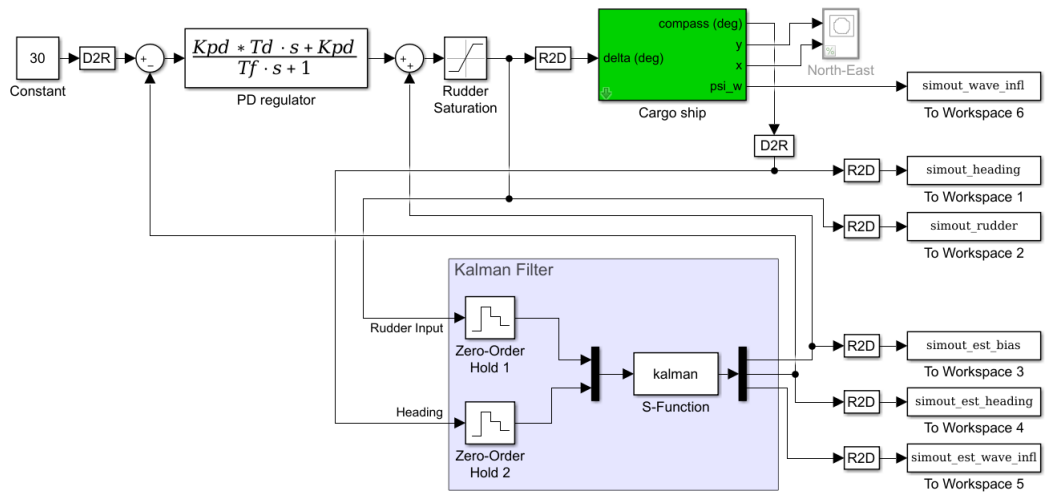 30
Constant
D2R
+
−
Kpd * Td · s + Kpd
Tf · s + 1
PD regulator
+
+
Rudder
Saturation
R2D
delta (deg)
compass (deg)
y
x
psi_w
Cargo ship
North-East
simout_wave_infl
To Workspace 6
D2R
R2D
simout_heading
To Workspace 1
R2D
simout_rudder
To Workspace 2
Kalman Filter
Rudder Input
Zero-Order
Hold 1
Heading
Zero-Order
Hold 2
kalman
S-Function
R2D
simout_est_bias
To Workspace 3
R2D
simout_est_heading
To Workspace 4
R2D
simout_est_wave_infl
To Workspace 5